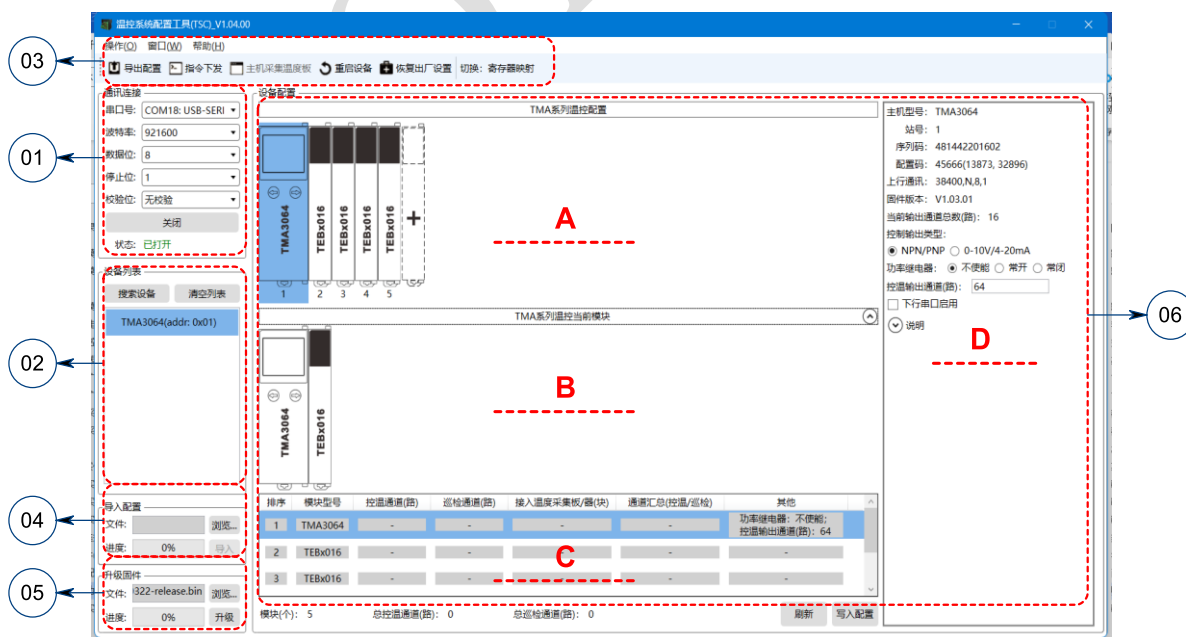 温控系统配置工具(TSC)_V1.04.00
操作(O) 窗口(W) 帮助(H)
导出配置 指令下发 主机采集温度板 重启设备 恢复出厂设置 切换：寄存器映射
03
通讯连接
串口号: COM18: USB-SERI
波特率: 921600
数据位: 8
停止位: 1
校验位: 无校验
关闭
状态: 已打开
01
设备列表
搜索设备 清空列表
TMA3064(addr: 0x01)
02
导入配置
文件: 浏览...
进度: 0% 导入
04
升级固件
文件: 322-release.bin 浏览...
进度: 0% 升级
05
设备配置
TMA系列温控配置
TMA3064 TEBx016 TEBx016 TEBx016 TEBx016 +
1 2 3 4 5
A
TMA系列温控当前模块
TMA3064 TEBx016
B
排序 模块型号 控温通道(路) 巡检通道(路) 接入温度采集板/器(块) 通道汇总(控温/巡检) 其他
1 TMA3064 - - - - 功率继电器：不使能;
控温输出通道(路)：64
2 TEBx016 - - - - -
3 TEBx016 - - - - -
C
模块(个): 5 总控温通道(路): 0 总巡检通道(路): 0 刷新 写入配置
主机型号: TMA3064
站号: 1
序列码: 481442201602
配置码: 45666(13873, 32896)
上行通讯: 38400,N,8,1
固件版本: V1.03.01
当前输出通道总数(路): 16
控制输出类型:
NPN/PNP 0-10V/4-20mA
功率继电器: 不使能 常开 常闭
控温输出通道(路): 64
下行串口启用
说明
D
06